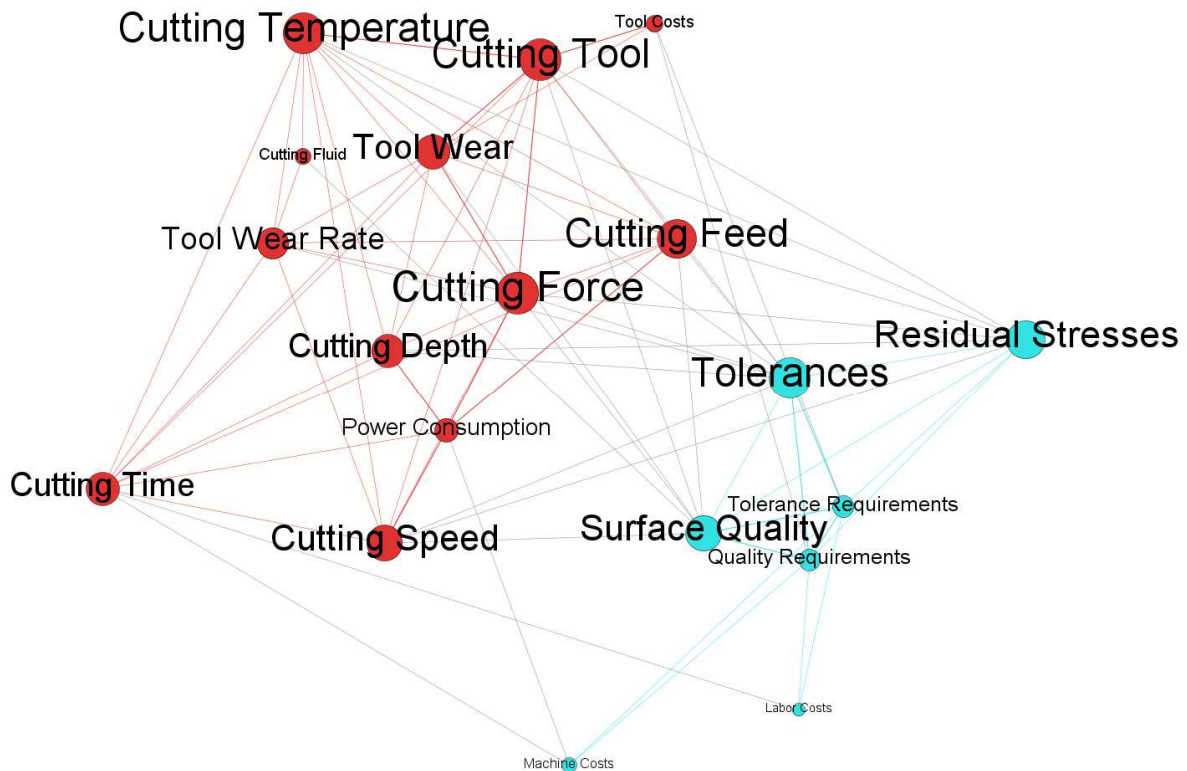 Cutting Temperature
Tool Costs
Cutting Tool
Cutting Fluid
Tool Wear
Tool Wear Rate
Cutting Feed
Cutting Force
Cutting Depth
Residual Stresses
Tolerances
Power Consumption
Cutting Time
Tolerance Requirements
Surface Quality
Cutting Speed
Quality Requirements
Labor Costs
Machine Costs